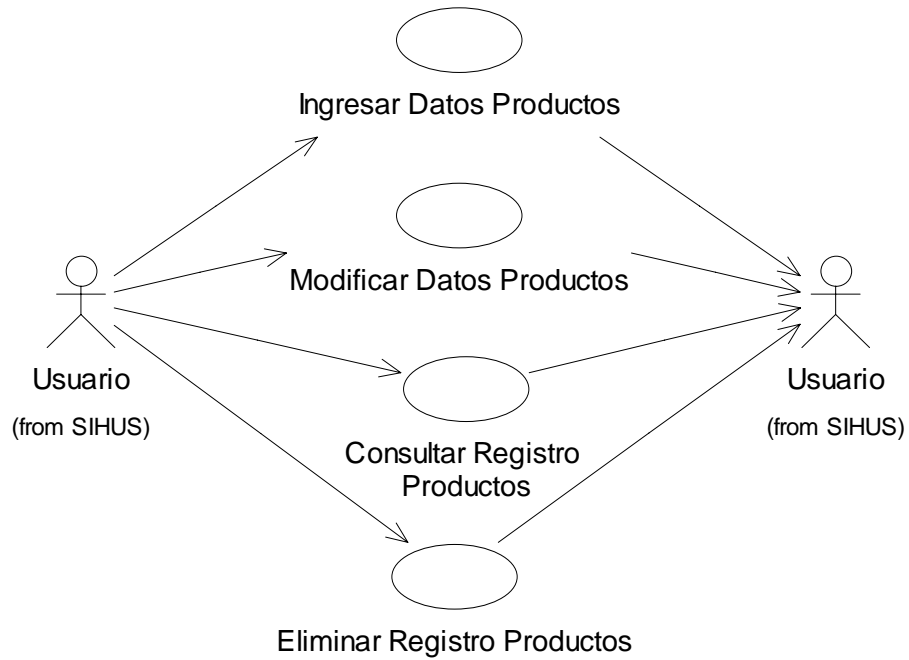 Ingresar Datos Productos
Modificar Datos Productos
Usuario
(from SIHUS)
Usuario
(from SIHUS)
Consultar Registro
Productos
Eliminar Registro Productos